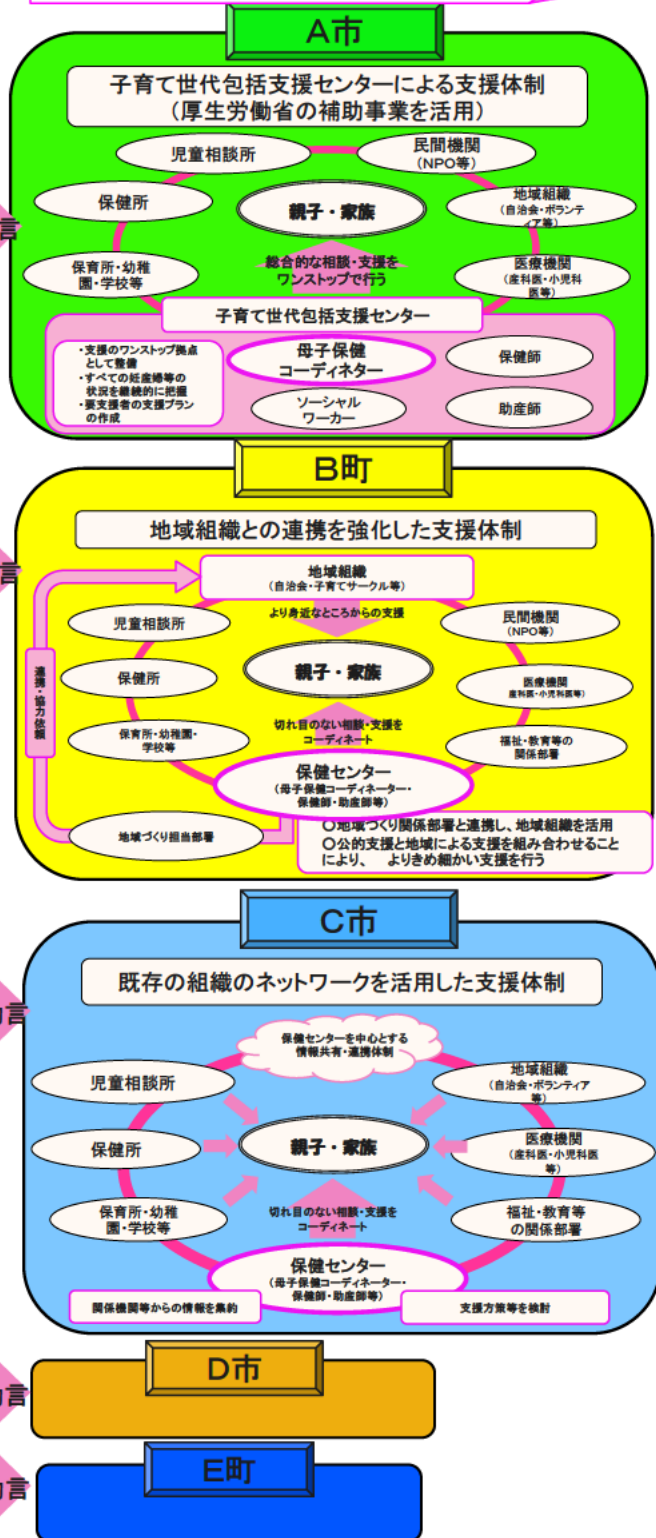 A市
子育て世代包括支援センターによる支援体制
(厚生労働省の補助事業を活用)
児童相談所
民間機関
(NPO等)
保健所
親子・家族
地域組織
(自治会・ボランテ
ィア等)
言
保育所・幼稚
園・学校等
総合的な相談・支援を
ワンストップで行う
医療機関
(産科医・小児科
医等)
子育て世代包括支援センター
・支援のワンストップ拠点
として整備
・すべての妊産婦等の
状況を継続的に把握
・要支援者の支援プラン
の作成
母子保健
コーディネター
保健師
ソーシャル
ワーカー
助産師
B町
地域組織との連携を強化した支援体制
言
地域組織
(自治会・子育てサークル等)
より身近なところからの支援
児童相談所
民間機関
(NPO等)
連携・協力依頼
保健所
親子・家族
医療機関
産科医・小児科医等)
保育所・幼稚園・
学校等
切れ目のない相談・支援を
コーディネート
福祉・教育等の
関係部署
保健センター
(母子保健コーディネーター・
保健師・助産師等)
地域づくり担当部署
〇地域づくり関係部署と連携し、地域組織を活用
〇公的支援と地域による支援を組み合わせること
により、 よりきめ細かい支援を行う
C市
既存の組織のネットワークを活用した支援体制
言
保健センターを中心とする
情報共有・連携体制
児童相談所
地域組織
(自治会・ボランティア
等)
保健所
親子・家族
医療機関
(産科医・小児科医
等)
保育所・幼稚
園・学校等
切れ目のない相談・支援を
コーディネート
福祉・教育等
の関係部署
保健センター
(母子保健コーディネーター・
保健師・助産師等)
関係機関等からの情報を集約
支援方策等を検討
D市
言
E町
言